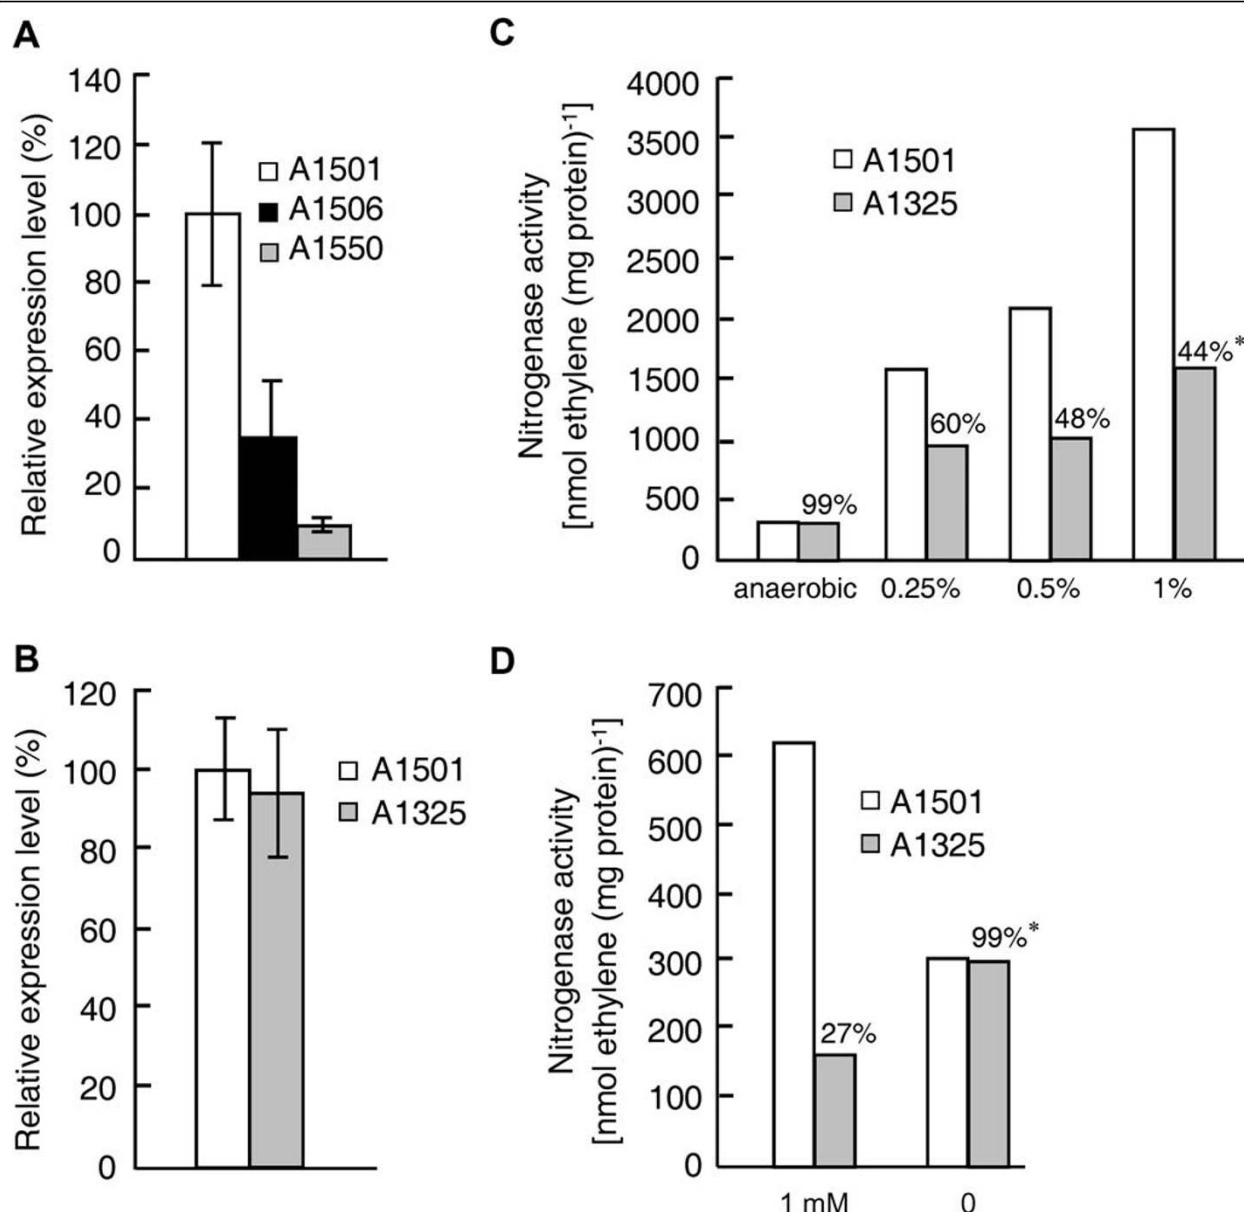 A
Relative expression level (%)
140
120
100
80
60
40
20
0
A1501
A1506
A1550
C
Nitrogenase activity
[nmol ethylene (mg protein)⁻¹]
4000
3500
3000
2500
2000
1500
1000
500
0
A1501
A1325
99%
60%
48%
44%*
anaerobic 0.25% 0.5% 1%
B
Relative expression level (%)
120
100
80
60
40
20
0
A1501
A1325
D
Nitrogenase activity
[nmol ethylene (mg protein)⁻¹]
700
600
500
400
300
200
100
0
A1501
A1325
27%
99%*
1 mM 0